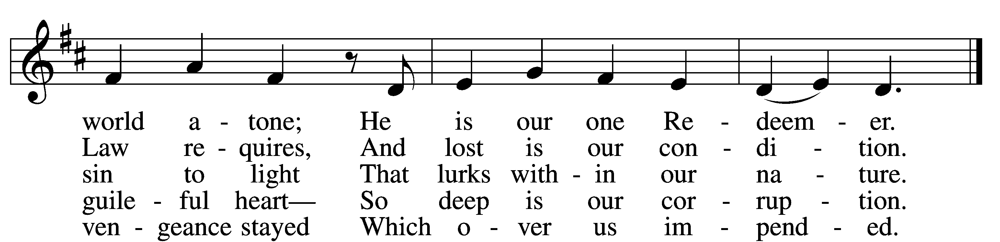 world a - tone; He is our one Re - deem - er.
Law re - quires, And lost is our con - di - tion.
sin to light That lurks with - in our na - ture.
guile - ful heart— So deep is our cor - rup - tion.
ven - geance stayed Which o - ver us im - pend - ed.